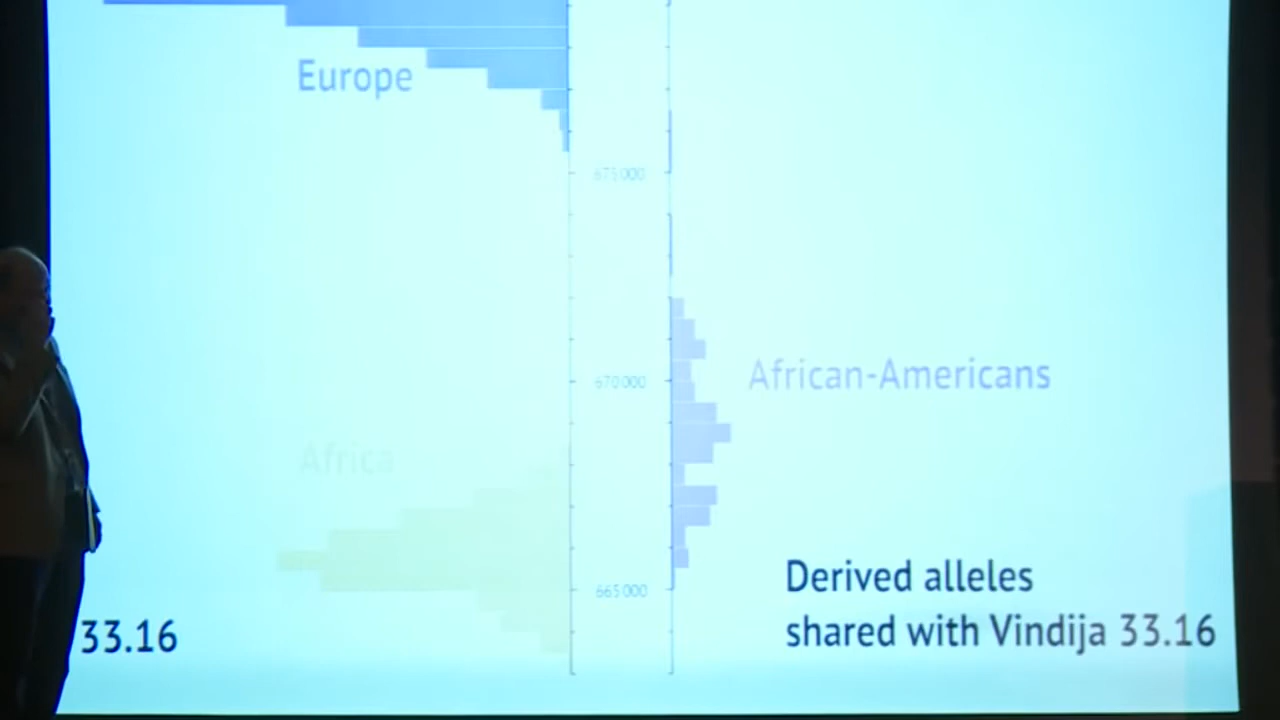 Europe
675000
African-Americans
670000
Africa
Derived alleles
665000
shared with Vindija 33.16
33.16